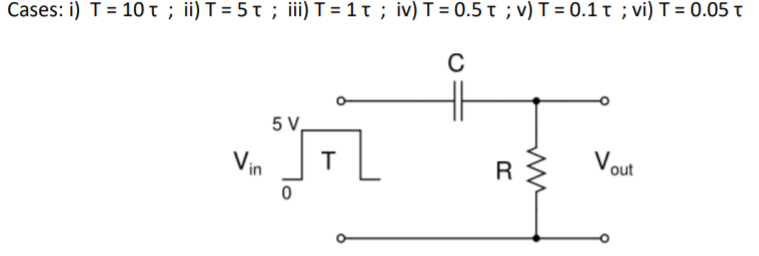 Cases: i) T = 10 τ ; ii) T = 5 τ ; iii) T = 1 τ ; iv) T = 0.5 τ ; v) T = 0.1 τ ; vi) T = 0.05 τ
C
5 V
Vin T R Vout
0